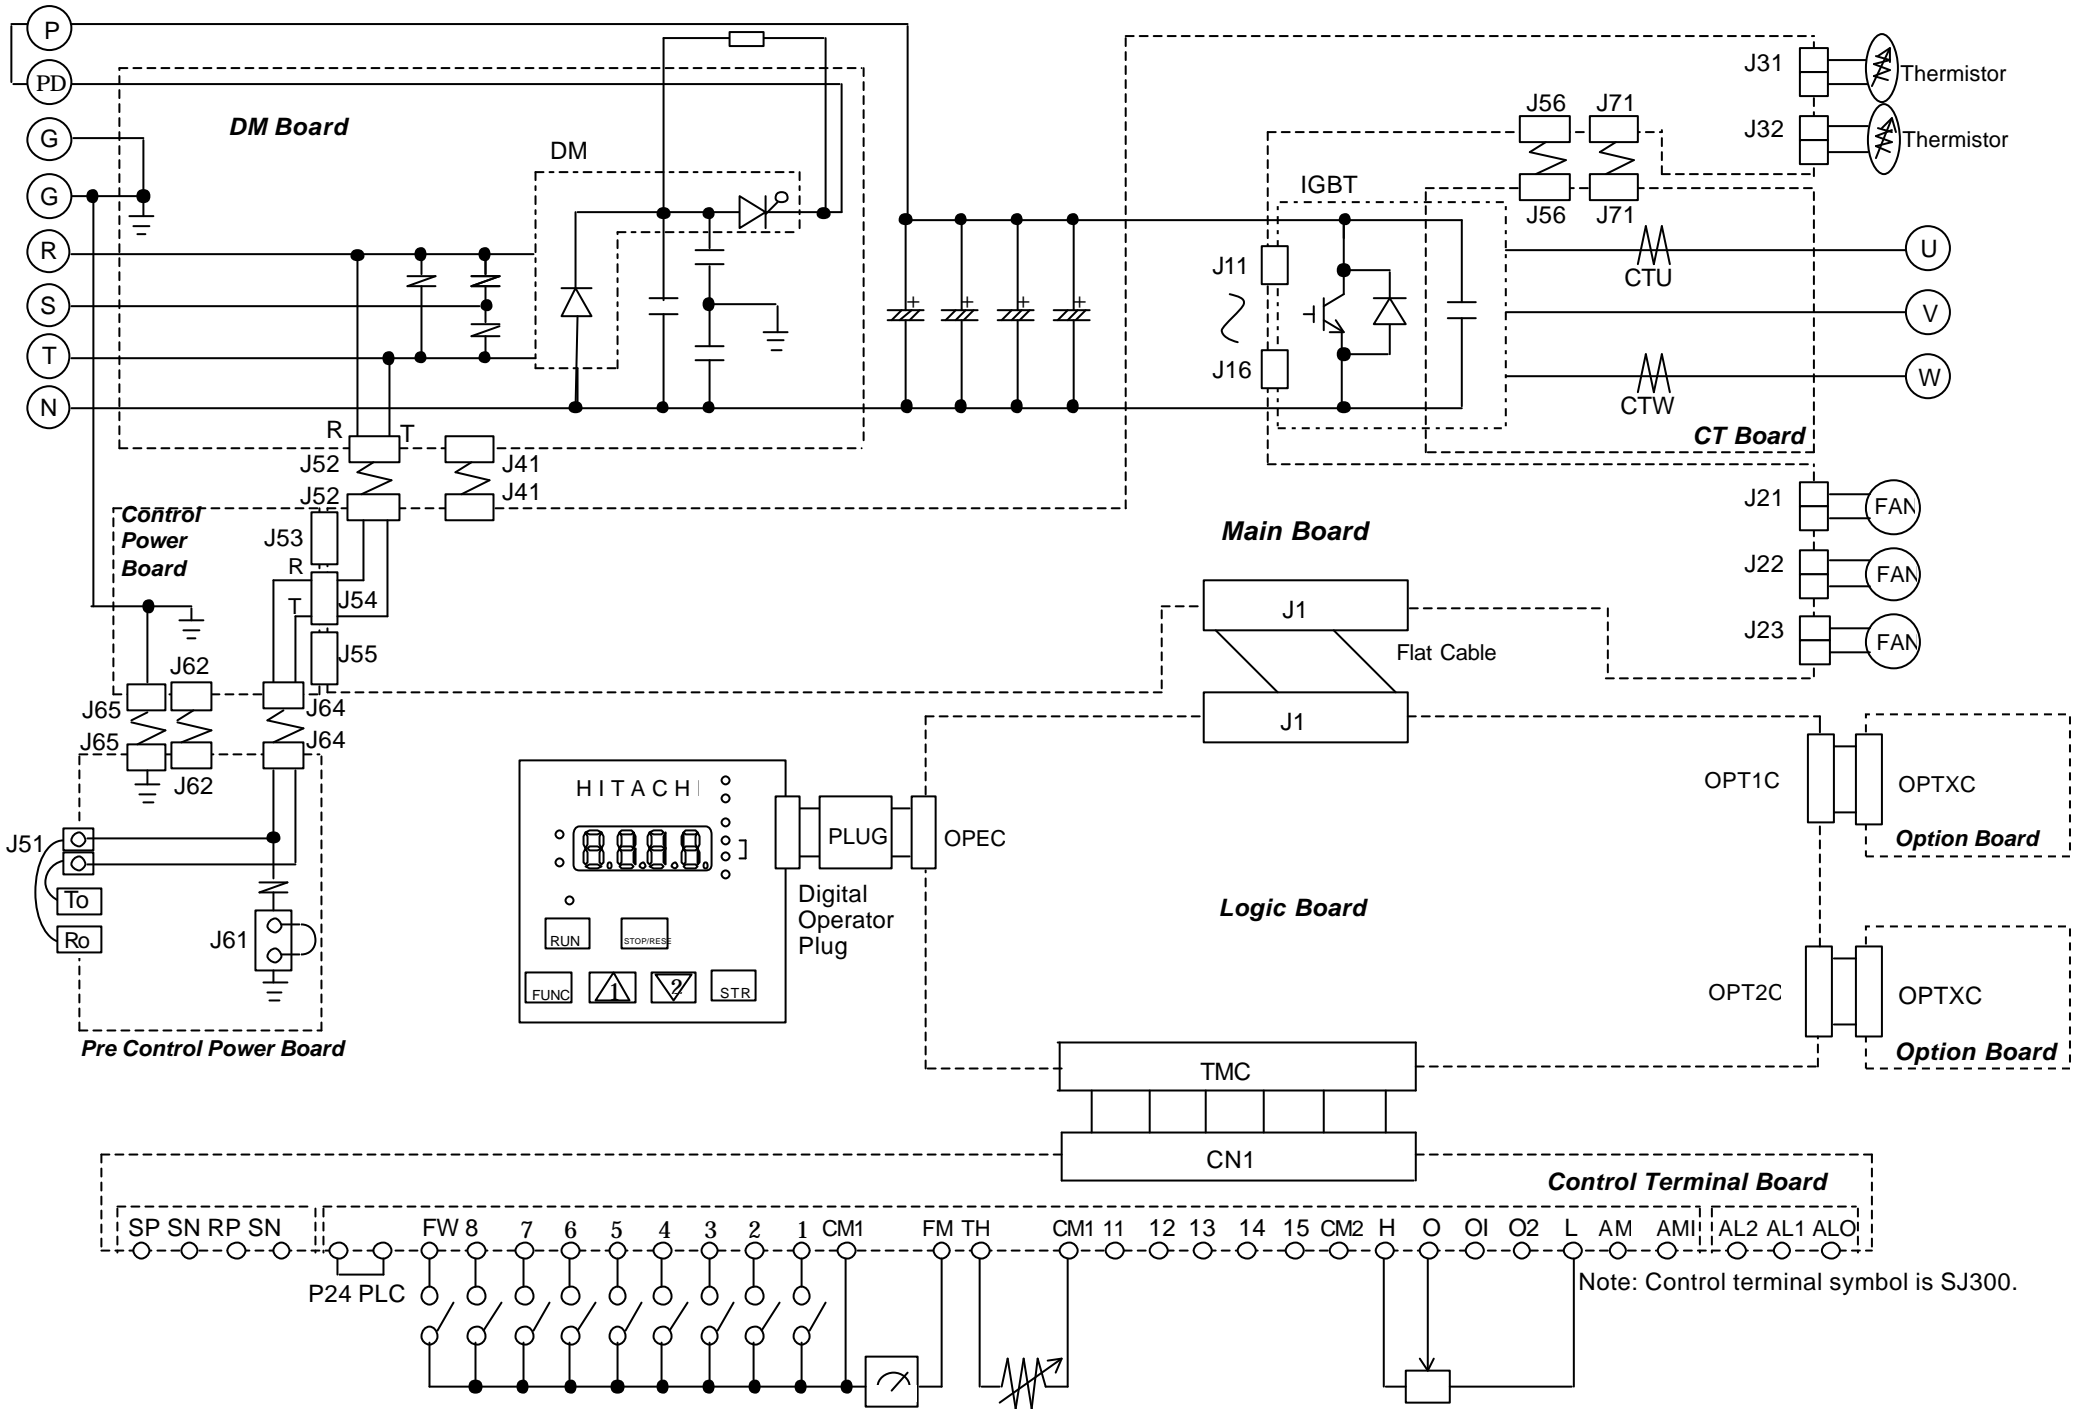 P
PD
G
G
R
S
T
N
DM Board
DM
R
T
J52
J41
J52
J41
J31
Thermistor
J32
Thermistor
J56
J71
J56
J71
IGBT
J11
J16
CTU
CTW
CT Board
U
V
W
J21
FAN
J22
FAN
J23
FAN
Main Board
Control
Power
Board
J53
R
T
J54
J55
J62
J65
J64
J65
J64
J62
J51
To
Ro
J61
Pre Control Power Board
J1
Flat Cable
J1
HITACHI
8.8.8.8.
RUN
STOP/RESE
FUNC
1
2
STR
PLUG
OPEC
Digital
Operator
Plug
Logic Board
OPT1C
OPTXC
Option Board
OPT2C
OPTXC
Option Board
TMC
CN1
Control Terminal Board
SP SN RP SN
FW 8 7 6 5 4 3 2 1 CM1 FM TH CM1 11 12 13 14 15 CM2 H O OI O2 L AM AMI AL2 AL1 ALO
P24 PLC
Note: Control terminal symbol is SJ300.